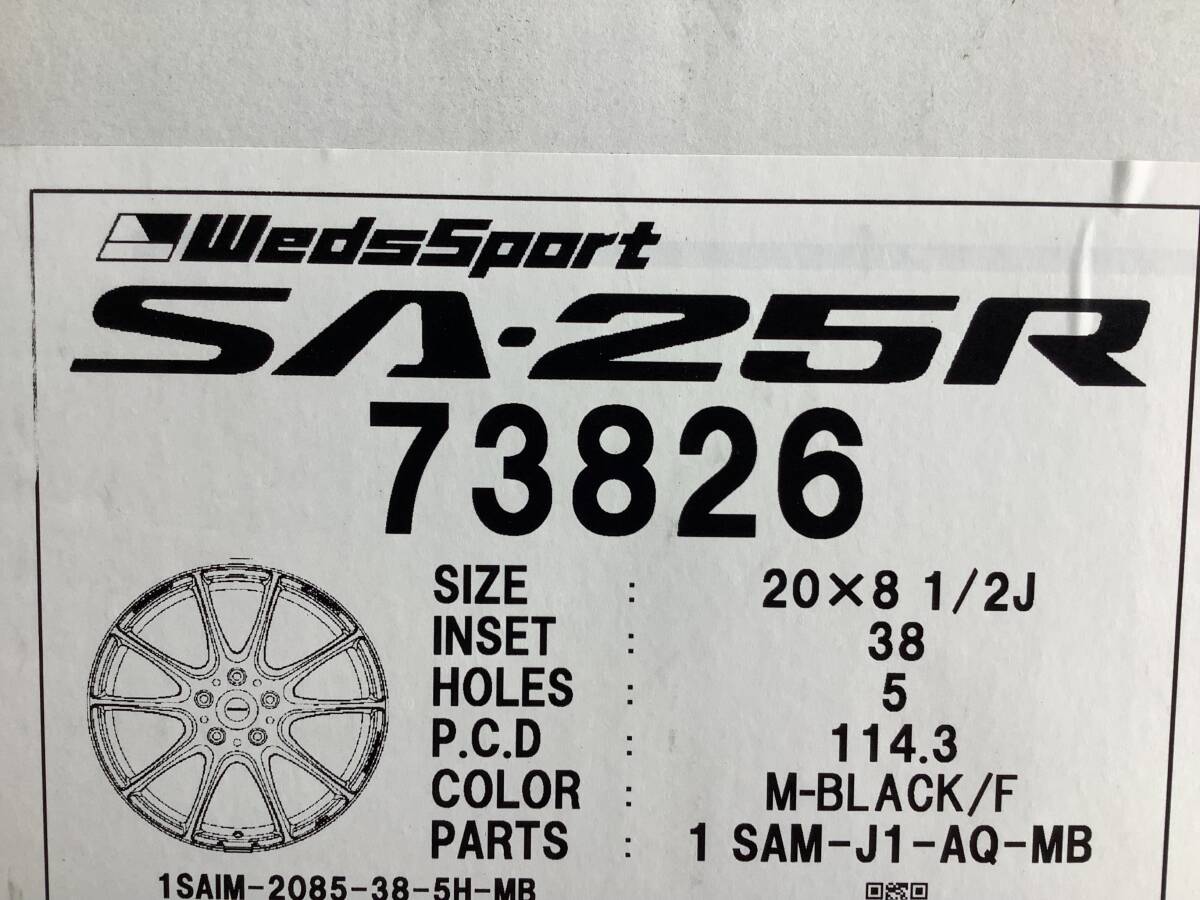 WedsSport
SA-25R
73826
SIZE : 20×8 1/2J
INSET : 38
HOLES : 5
P.C.D : 114.3
COLOR : M-BLACK/F
PARTS : 1 SAM-J1-AQ-MB
1SAIM-2085-38-5H-MB